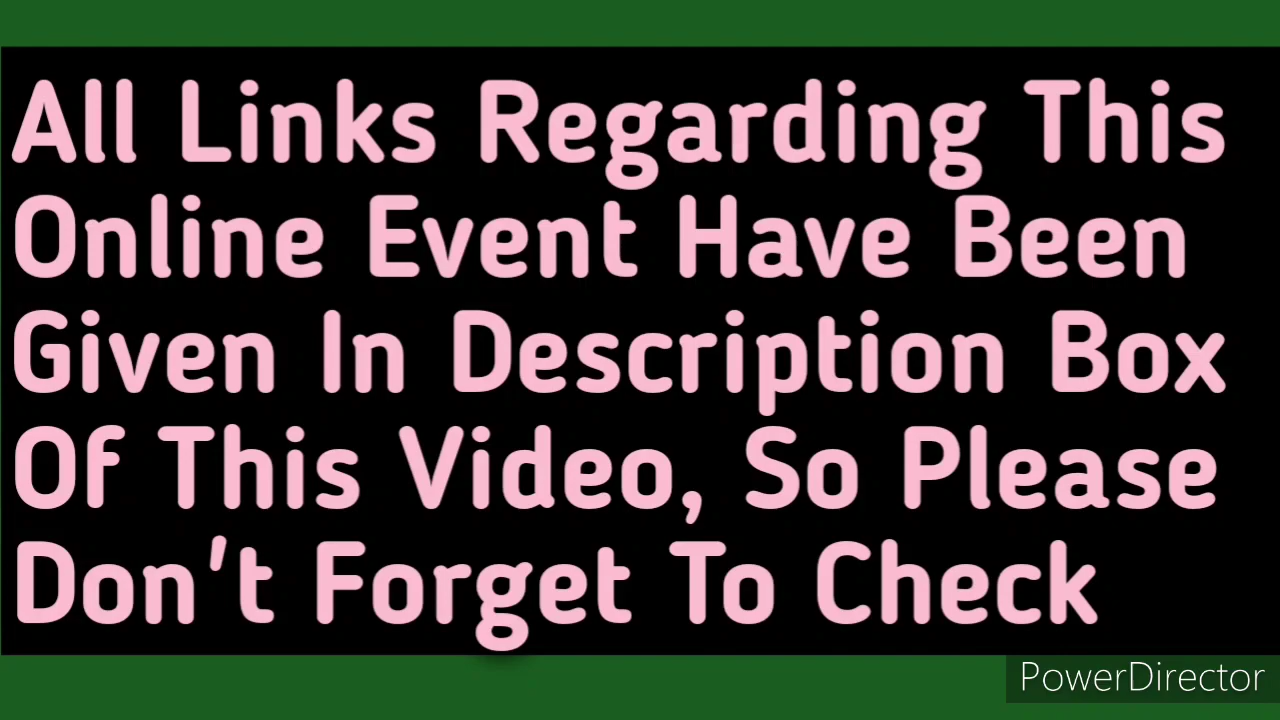 All Links Regarding This
Online Event Have Been
Given In Description Box
Of This Video, So Please
Don't Forget To Check
PowerDirector